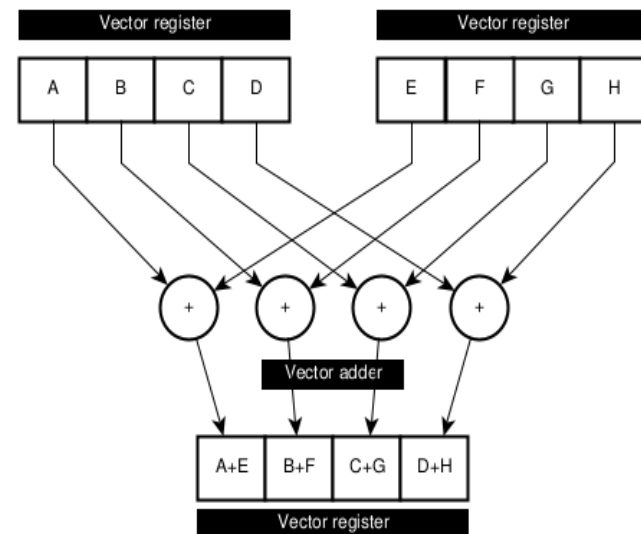 Vector register
Vector register
A B C D
E F G H
+ + + +
Vector adder
A+E B+F C+G D+H
Vector register